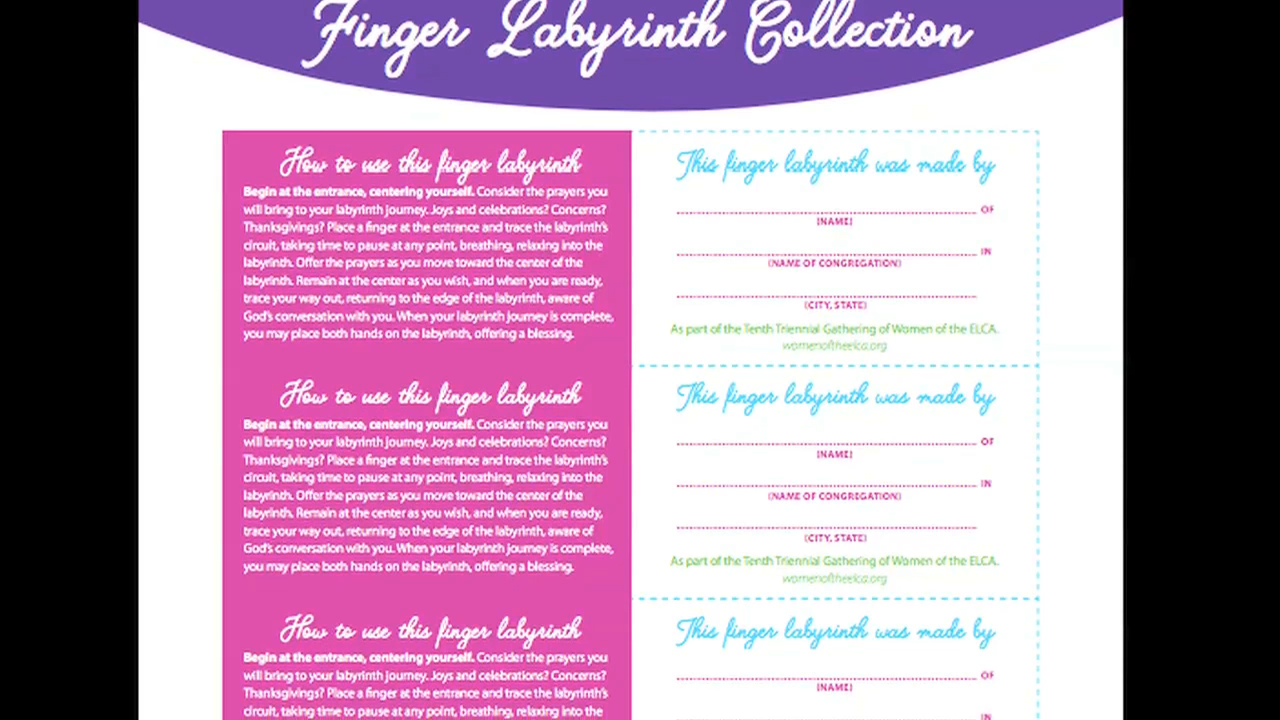 Finger Labyrinth Collection
How to use this finger labyrinth
Begin at the entrance, centering yourself. Consider the prayers you
will bring to your labyrinth journey. Joys and celebrations? Concerns?
Thanksgivings? Place a finger at the entrance and trace the labyrinth's
circuit, taking time to pause at any point, breathing, relaxing into the
labyrinth. Offer the prayers as you move toward the center of the
labyrinth. Remain at the center as you wish, and when you are ready,
trace your way out, returning to the edge of the labyrinth, aware of
God's conversation with you. When your labyrinth journey is complete,
you may place both hands on the labyrinth, offering a blessing.
This finger labyrinth was made by
OF
(NAME)
IN
(NAME OF CONGREGATION)
(CITY, STATE)
As part of the Tenth Triennial Gathering of Women of the ELCA.
womenoftheelca.org
How to use this finger labyrinth
Begin at the entrance, centering yourself. Consider the prayers you
will bring to your labyrinth journey. Joys and celebrations? Concerns?
Thanksgivings? Place a finger at the entrance and trace the labyrinth's
circuit, taking time to pause at any point, breathing, relaxing into the
labyrinth. Offer the prayers as you move toward the center of the
labyrinth. Remain at the center as you wish, and when you are ready,
trace your way out, returning to the edge of the labyrinth, aware of
God's conversation with you. When your labyrinth journey is complete,
you may place both hands on the labyrinth, offering a blessing.
This finger labyrinth was made by
OF
(NAME)
IN
(NAME OF CONGREGATION)
(CITY, STATE)
As part of the Tenth Triennial Gathering of Women of the ELCA.
womenoftheelca.org
How to use this finger labyrinth
Begin at the entrance, centering yourself. Consider the prayers you
will bring to your labyrinth journey. Joys and celebrations? Concerns?
Thanksgivings? Place a finger at the entrance and trace the labyrinth's
circuit, taking time to pause at any point, breathing, relaxing into the
This finger labyrinth was made by
OF
(NAME)
IN